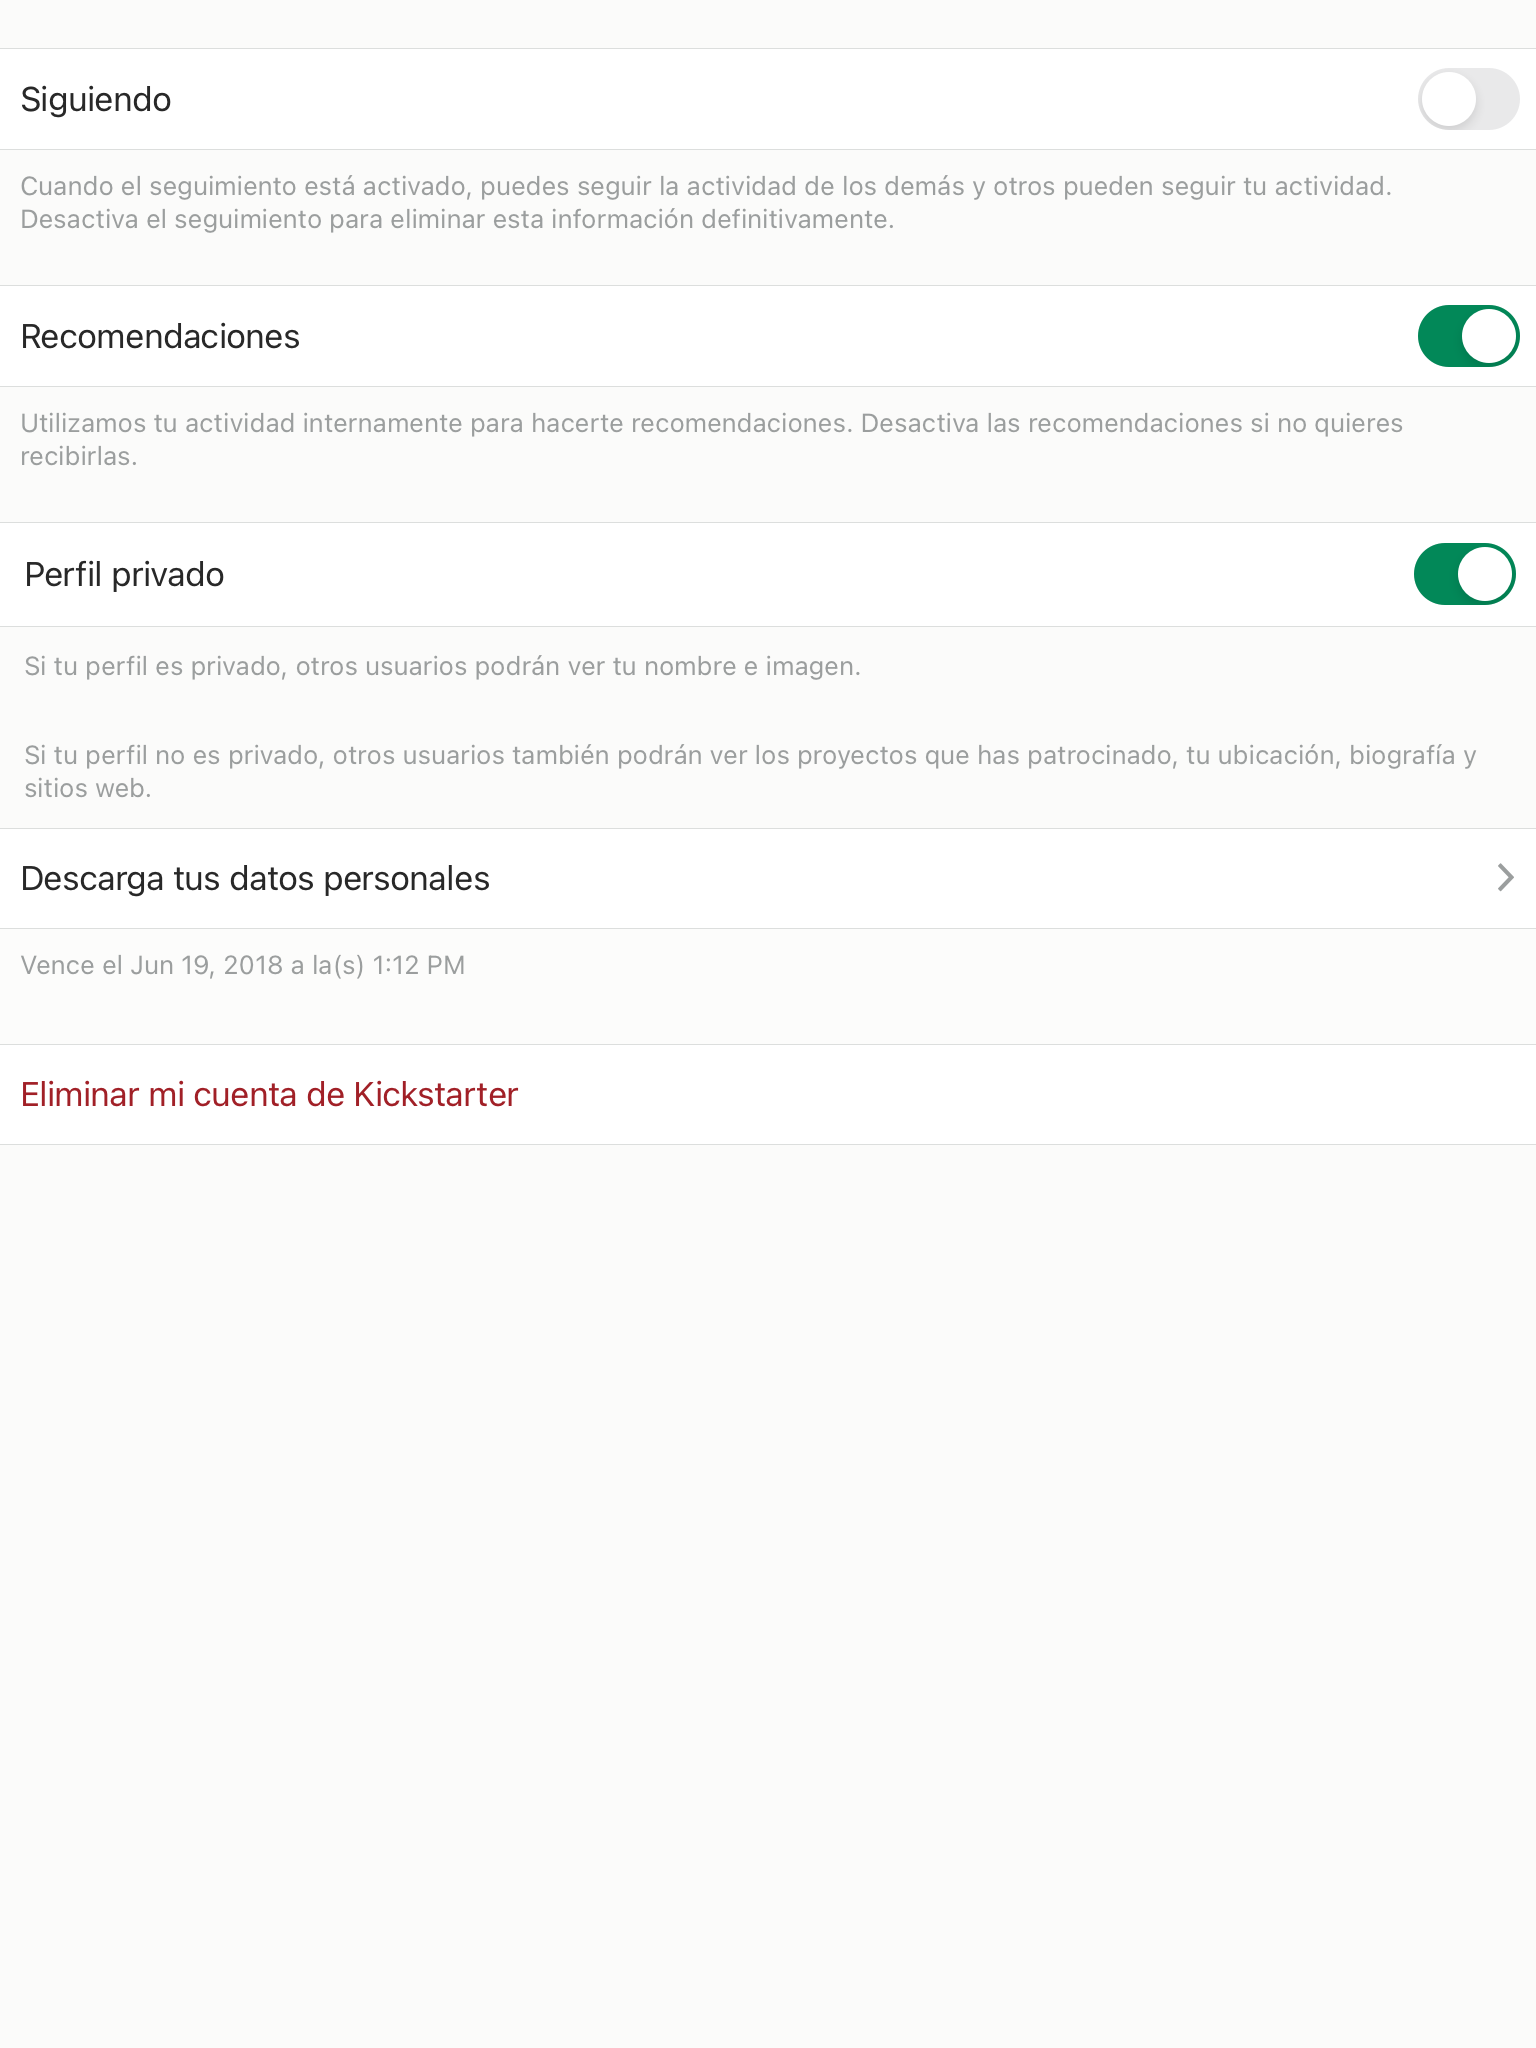 Siguiendo
Cuando el seguimiento está activado, puedes seguir la actividad de los demás y otros pueden seguir tu actividad.
Desactiva el seguimiento para eliminar esta información definitivamente.
Recomendaciones
Utilizamos tu actividad internamente para hacerte recomendaciones. Desactiva las recomendaciones si no quieres
recibirlas.
Perfil privado
Si tu perfil es privado, otros usuarios podrán ver tu nombre e imagen.
Si tu perfil no es privado, otros usuarios también podrán ver los proyectos que has patrocinado, tu ubicación, biografía y
sitios web.
Descarga tus datos personales
Vence el Jun 19, 2018 a la(s) 1:12 PM
Eliminar mi cuenta de Kickstarter